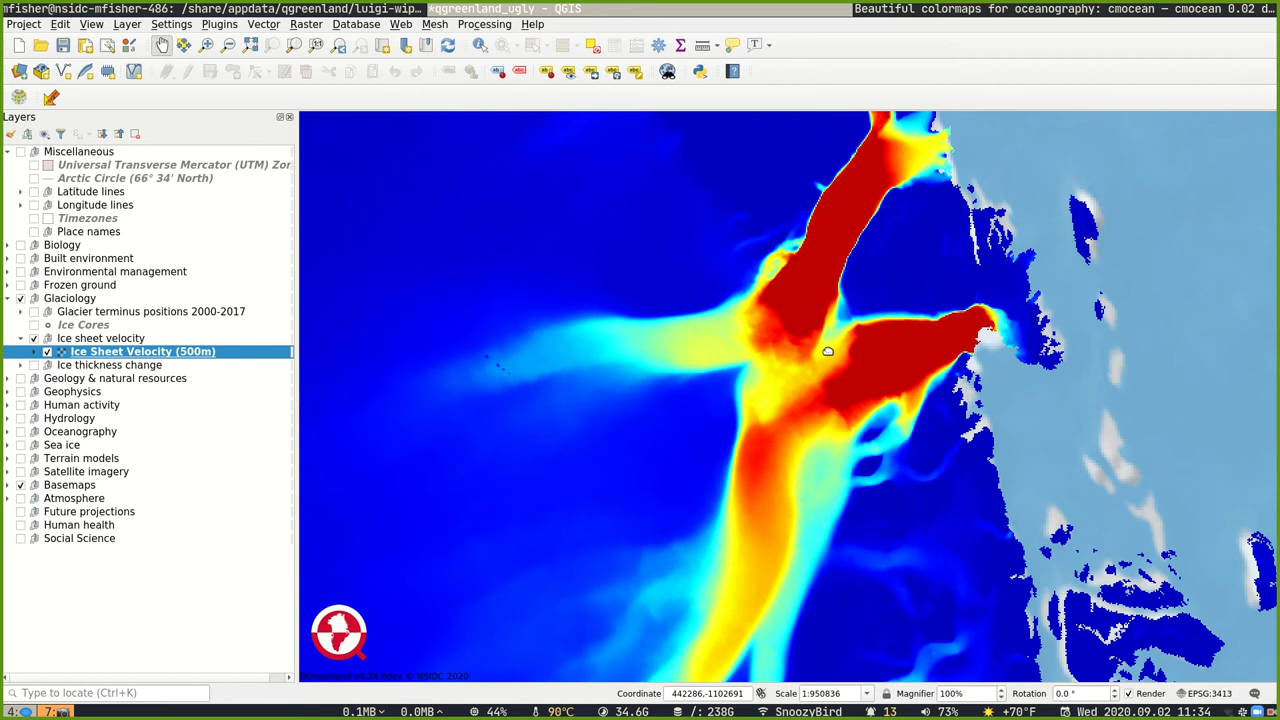 mfisher@nsidc-mfisher-486: /share/appdata/qgreenland/luigi-wip…
*qgreenland_ugly - QGIS
Beautiful colormaps for oceanography: cmocean — cmocean 0.02 d…
Project Edit View Layer Settings Plugins Vector Raster Database Web Mesh Processing Help
Layers
Miscellaneous
Universal Transverse Mercator (UTM) Zor
Arctic Circle (66° 34' North)
Latitude lines
Longitude lines
Timezones
Place names
Biology
Built environment
Environmental management
Frozen ground
Glaciology
Glacier terminus positions 2000-2017
Ice Cores
Ice sheet velocity
Ice Sheet Velocity (500m)
Ice thickness change
Geology & natural resources
Geophysics
Human activity
Hydrology
Oceanography
Sea ice
Terrain models
Satellite imagery
Basemaps
Atmosphere
Future projections
Human health
Social Science
© NSIDC 2020
Type to locate (Ctrl+K)
Coordinate 442286,-1102691 Scale 1:950836 Magnifier 100% Rotation 0.0 ° Render EPSG:3413
4: 7: 0.1MB 0.0MB 44% 90°C 34.6G /: 238G SnoozyBird 13 73% +70°F Wed 2020.09.02 11:34